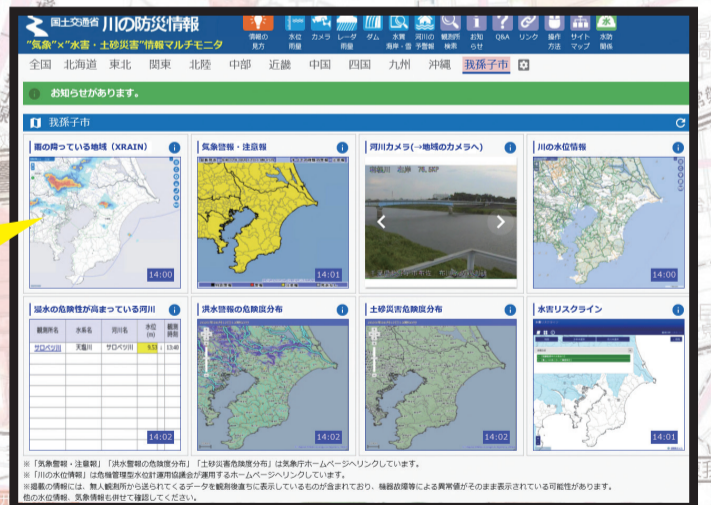 国土交通省 川の防災情報
"気象"×"水害・土砂災害"情報マルチモニタ
情報の見方
水位雨量
カメラ
レーダ雨量
ダム
水質海岸・雪
河川の予警報
観測所検索
お知らせ
Q&A
リンク
操作方法
サイトマップ
水防関係
全国 北海道 東北 関東 北陸 中部 近畿 中国 四国 九州 沖縄 我孫子市
お知らせがあります。
我孫子市
雨の降っている地域（XRAIN）
14:00
気象警報・注意報
14:01
河川カメラ（→地域のカメラへ）
川の水位情報
14:00
氾濫の危険性が高まっている河川
観測所名 水系名 河川名 水位(m) 観測時刻
サロベツ川 天塩川 サロベツ川 9.53 ↓ 13:40
14:02
洪水警報の危険度分布
14:02
土砂災害危険度分布
14:02
水害リスクライン
14:01
※「気象警報・注意報」「洪水警報の危険度分布」「土砂災害危険度分布」は気象庁ホームページへリンクしています。
※「川の水位情報」は危機管理型水位計運用協議会が運用するホームページへリンクしています。
※掲載の情報には、無人観測所から送られてくるデータを観測後直ちに表示しているものが含まれており、機器故障等による異常値がそのまま表示されている可能性があります。
他の水位情報、気象情報も併せて確認してください。